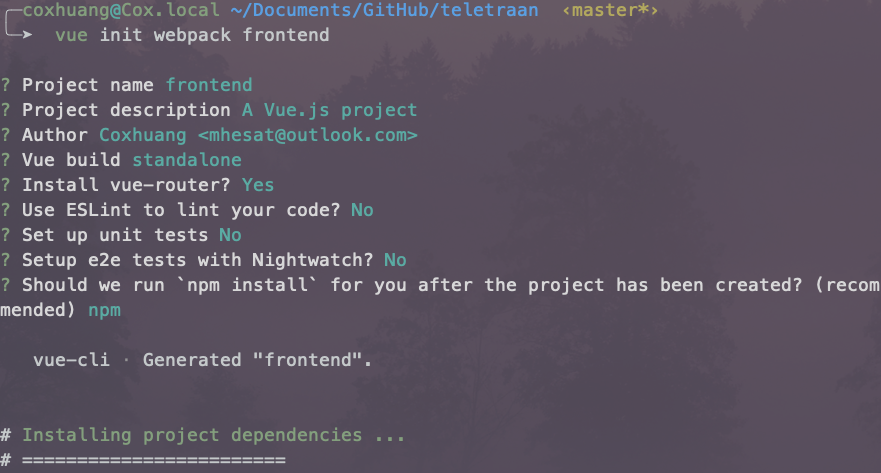 coxhuang@Cox.local ~/Documents/GitHub/teletraan ‹master*›
➤ vue init webpack frontend
? Project name frontend
? Project description A Vue.js project
? Author Coxhuang <mhesat@outlook.com>
? Vue build standalone
? Install vue-router? Yes
? Use ESLint to lint your code? No
? Set up unit tests No
? Setup e2e tests with Nightwatch? No
? Should we run `npm install` for you after the project has been created? (recom
mended) npm
vue-cli · Generated "frontend".
# Installing project dependencies ...
# ========================